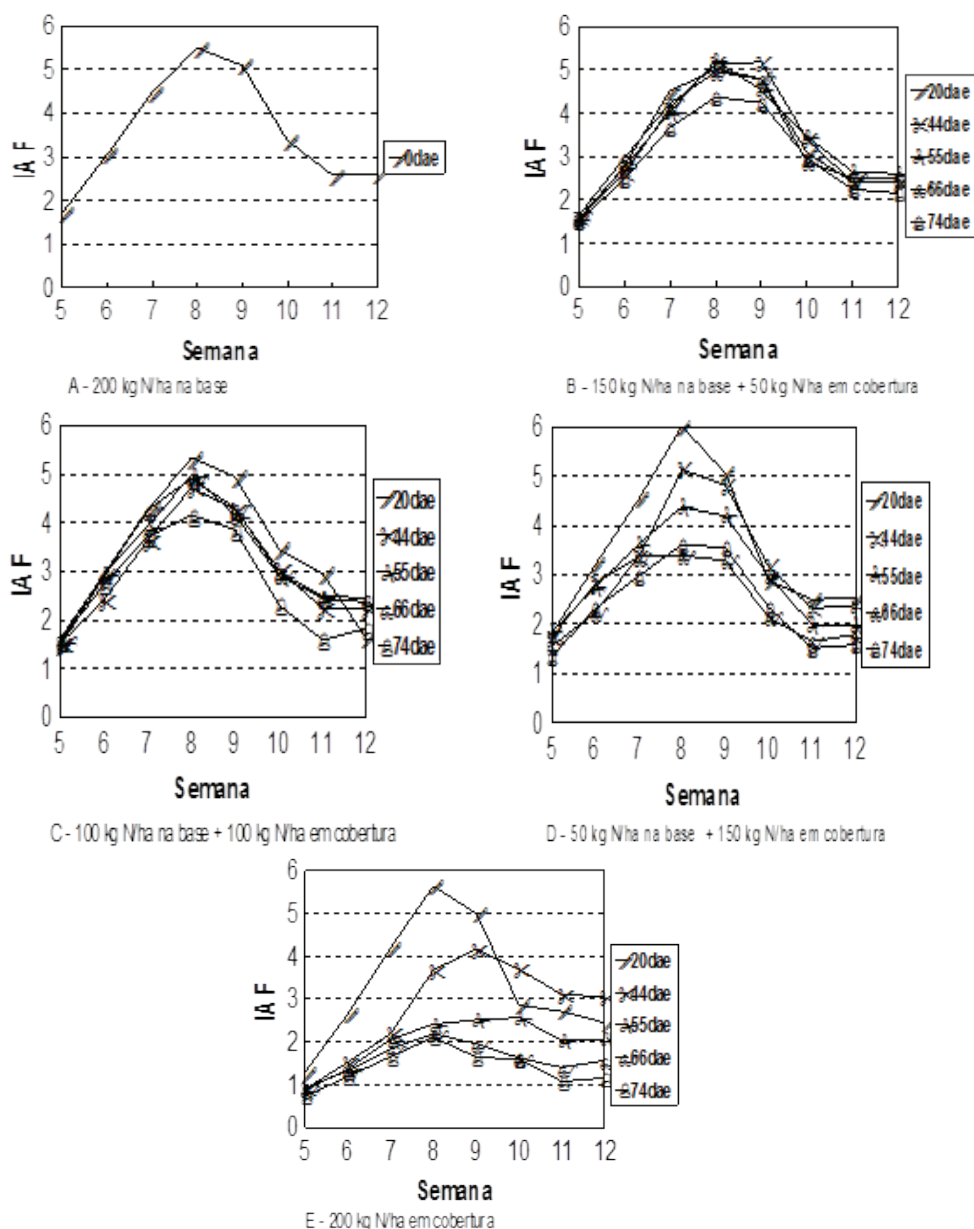 6
5
4
3
2
1
0
IAF
5 6 7 8 9 10 11 12
Semana
0dae
A - 200 kg N/ha na base
6
5
4
3
2
1
0
IAF
5 6 7 8 9 10 11 12
Semana
20dae
44dae
55dae
66dae
74dae
B - 150 kg N/ha na base + 50 kg N/ha em cobertura
6
5
4
3
2
1
0
IAF
5 6 7 8 9 10 11 12
Semana
20dae
44dae
55dae
66dae
74dae
C - 100 kg N/ha na base + 100 kg N/ha em cobertura
6
5
4
3
2
1
0
IAF
5 6 7 8 9 10 11 12
Semana
20dae
44dae
55dae
66dae
74dae
D - 50 kg N/ha na base + 150 kg N/ha em cobertura
6
5
4
3
2
1
0
IAF
5 6 7 8 9 10 11 12
Semana
20dae
44dae
55dae
66dae
74dae
E - 200 kg N/ha em cobertura